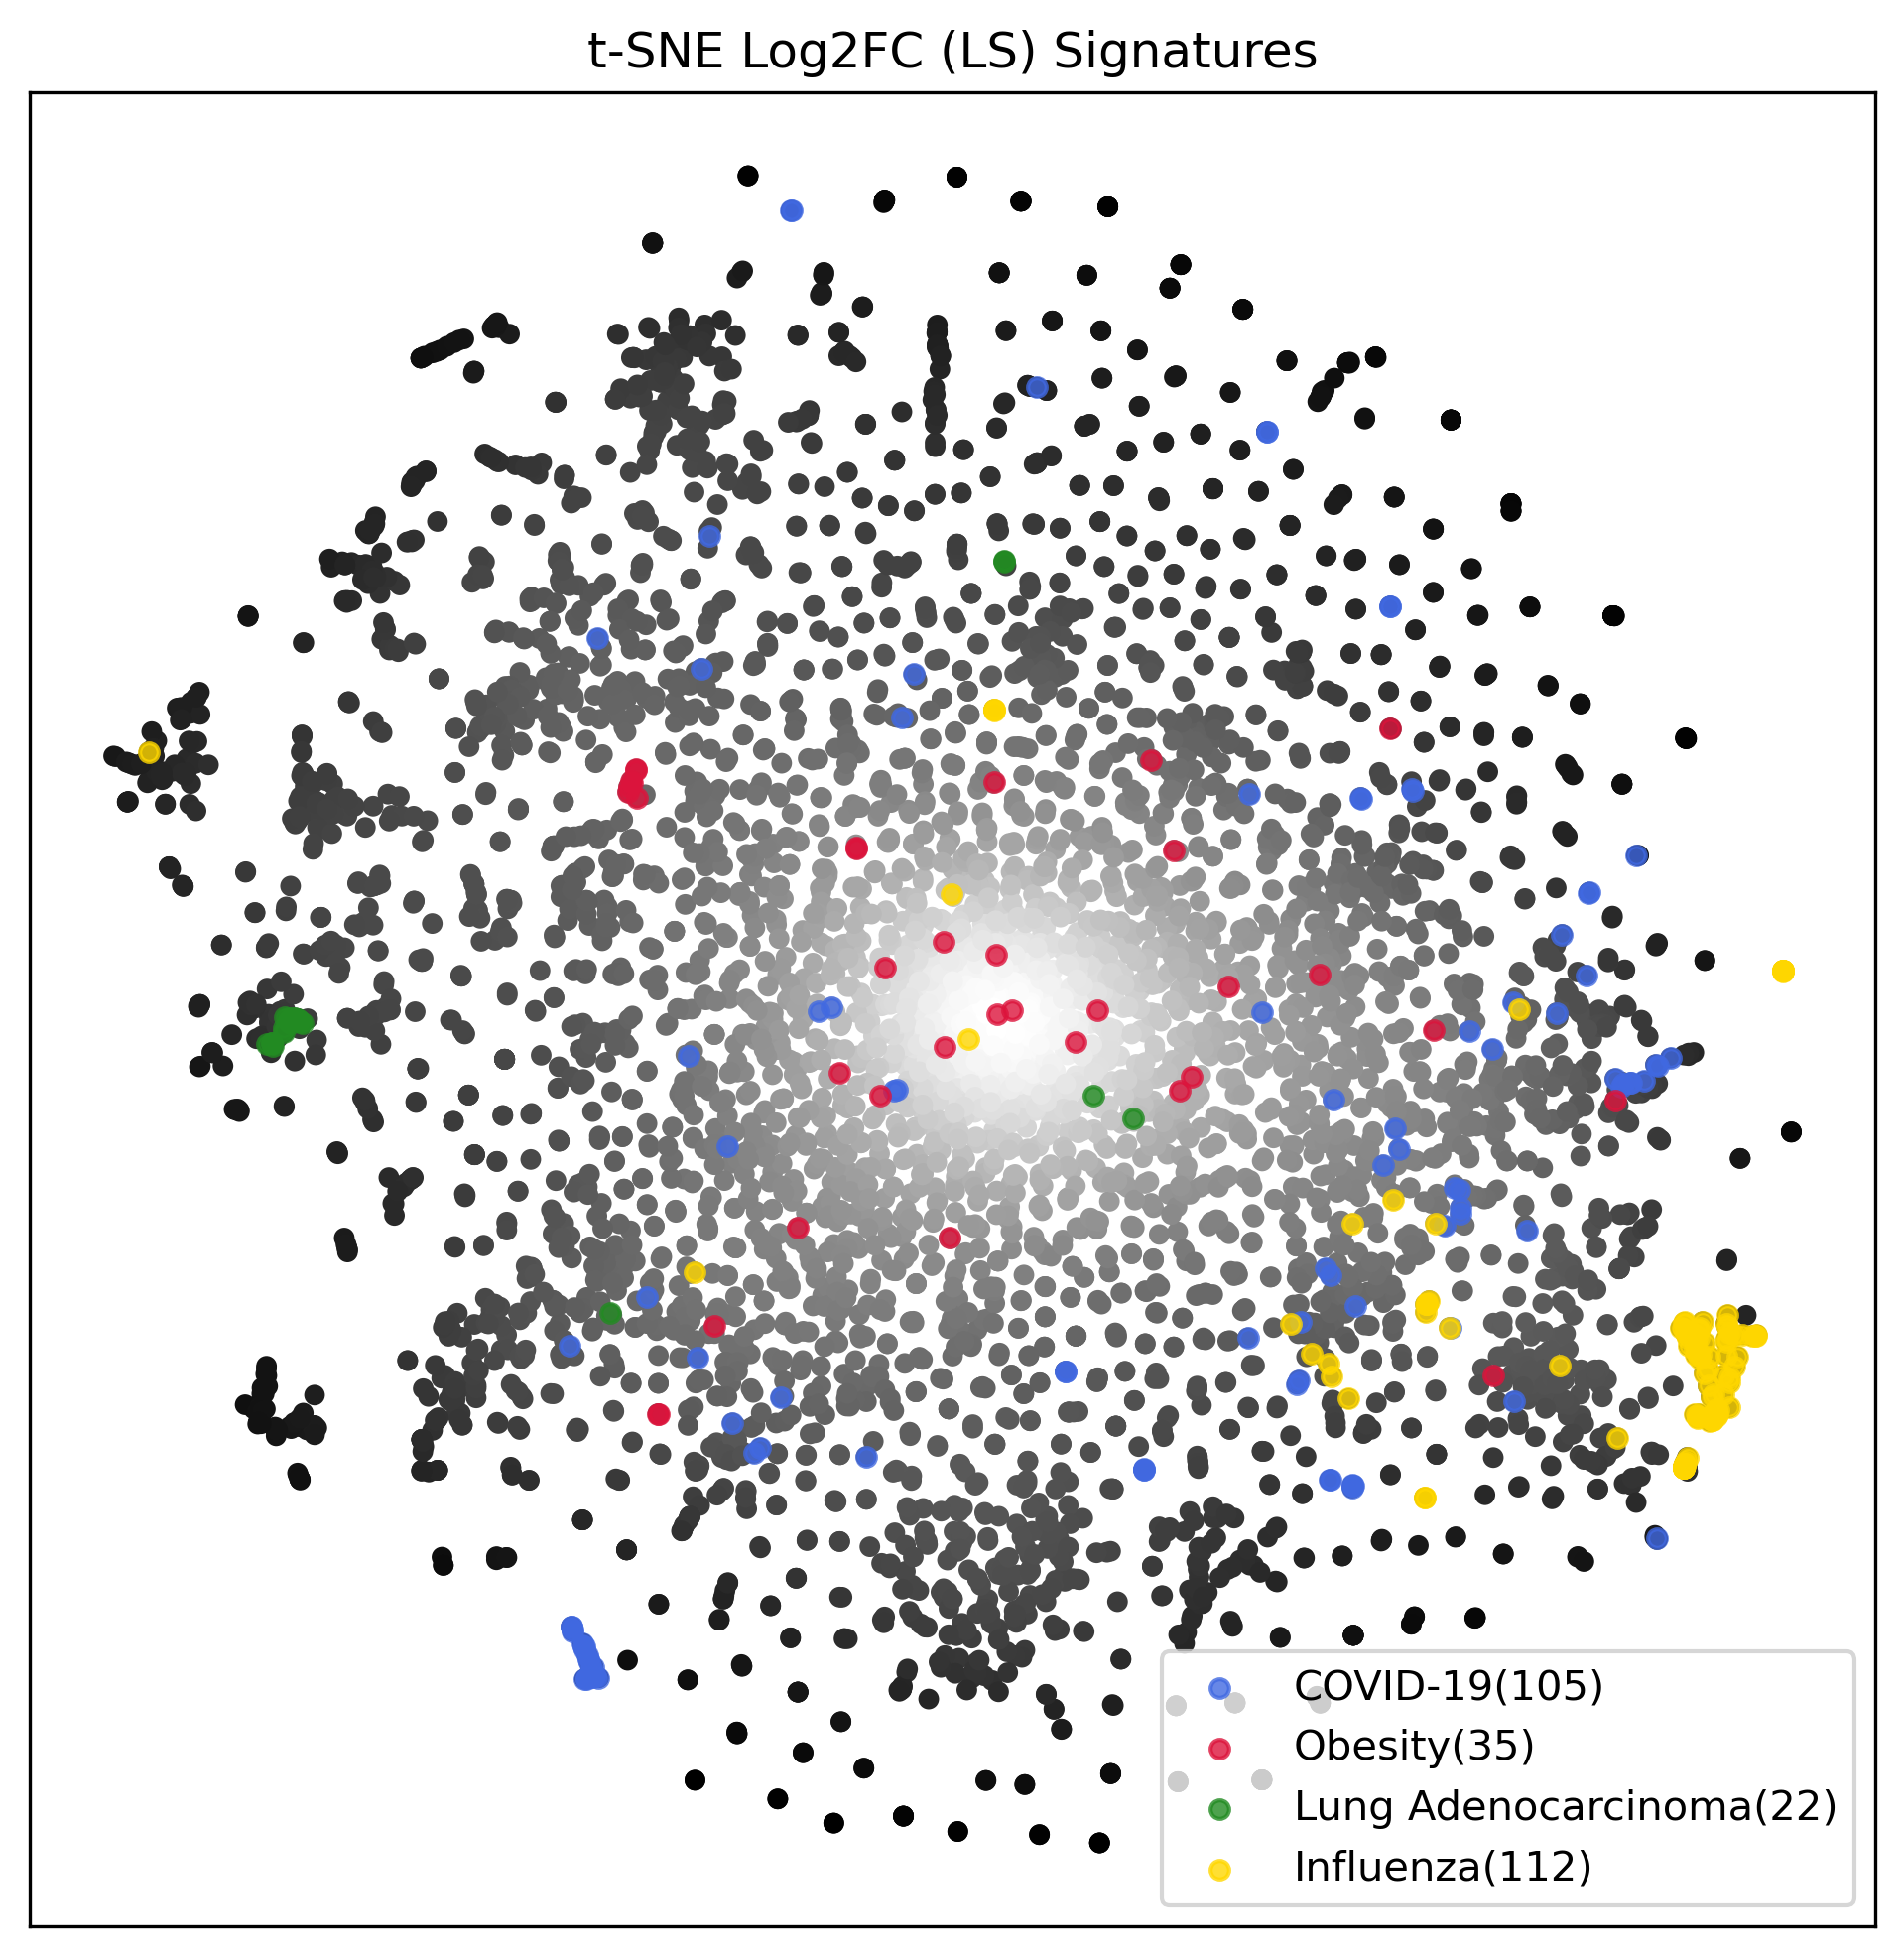 t-SNE Log2FC (LS) Signatures
COVID-19(105)
Obesity(35)
Lung Adenocarcinoma(22)
Influenza(112)